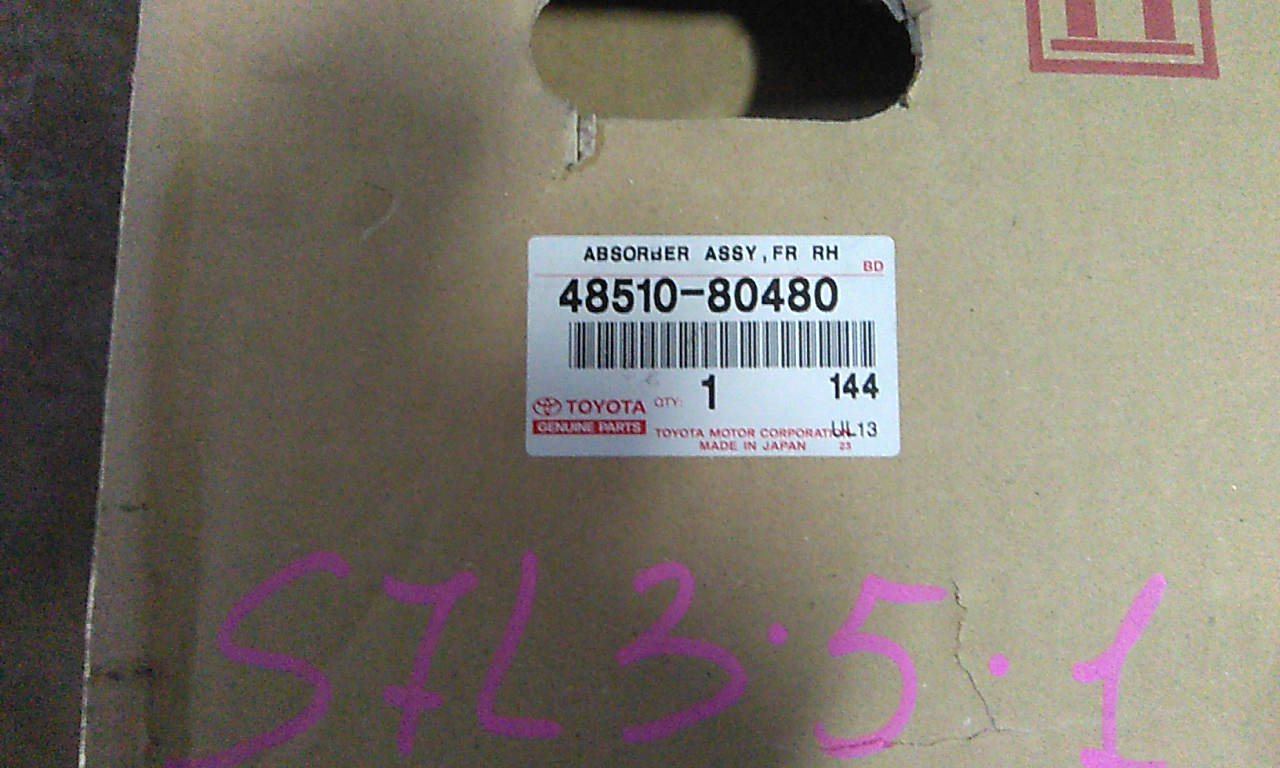 ABSORBER ASSY,FR RH
BD
48510-80480
1 144
TOYOTA QTY:
GENUINE PARTS
TOYOTA MOTOR CORPORATION UL13
MADE IN JAPAN 23
S7L3.5.1